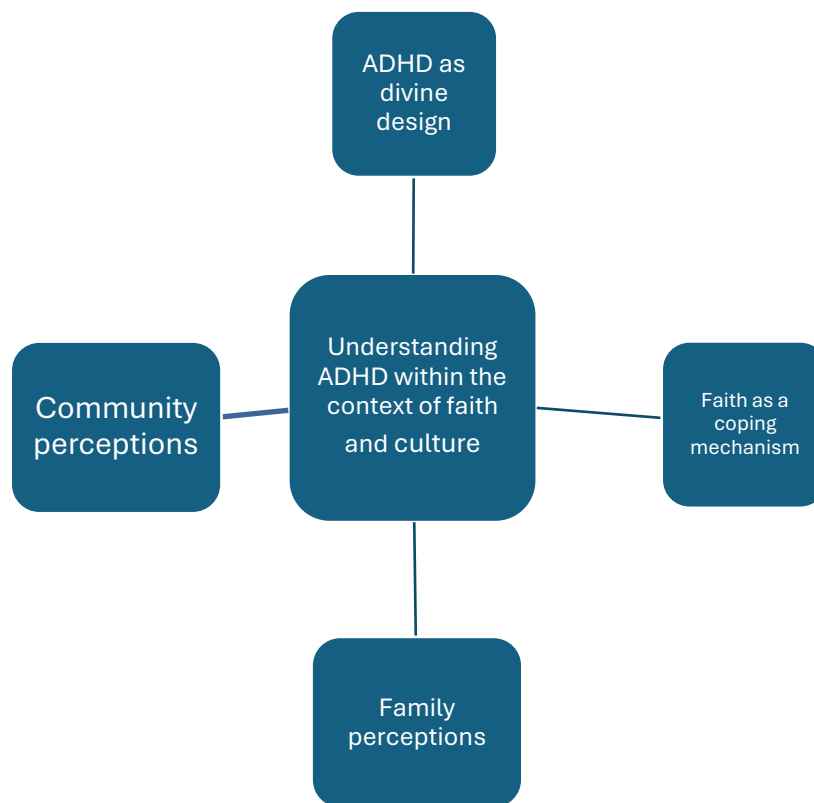 ADHD as
divine
design
Understanding
ADHD within the
context of faith
and culture
Community
perceptions
Faith as a
coping
mechanism
Family
perceptions